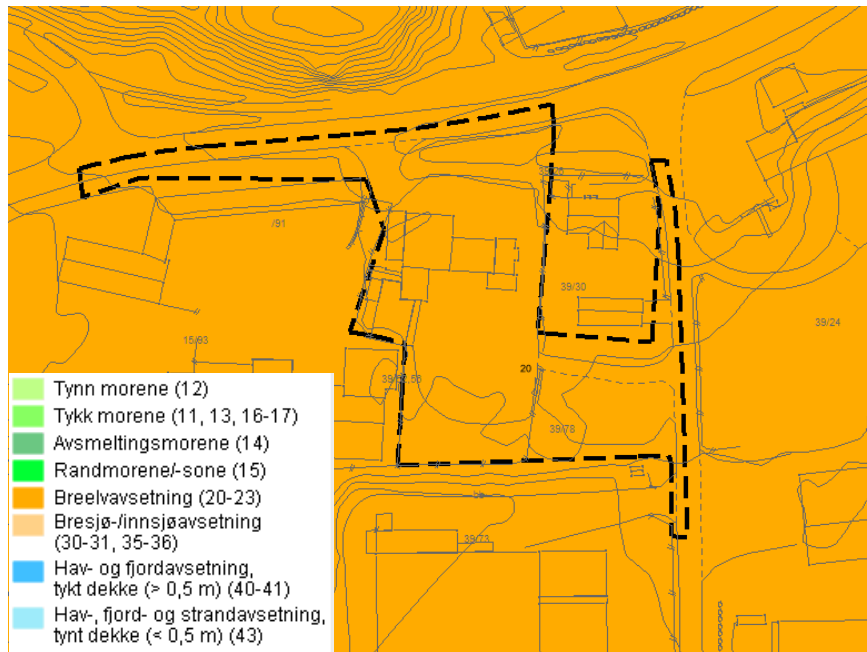 /91
39/30
39/24
15/93
20
39/78
39/73
Tynn morene (12)
Tykk morene (11, 13, 16-17)
Avsmeltingsmorene (14)
Randmorene/-sone (15)
Breelvavsetning (20-23)
Bresjø-/innsjøavsetning
(30-31, 35-36)
Hav- og fjordavsetning,
tykt dekke (> 0,5 m) (40-41)
Hav-, fjord- og strandavsetning,
tynt dekke (< 0,5 m) (43)